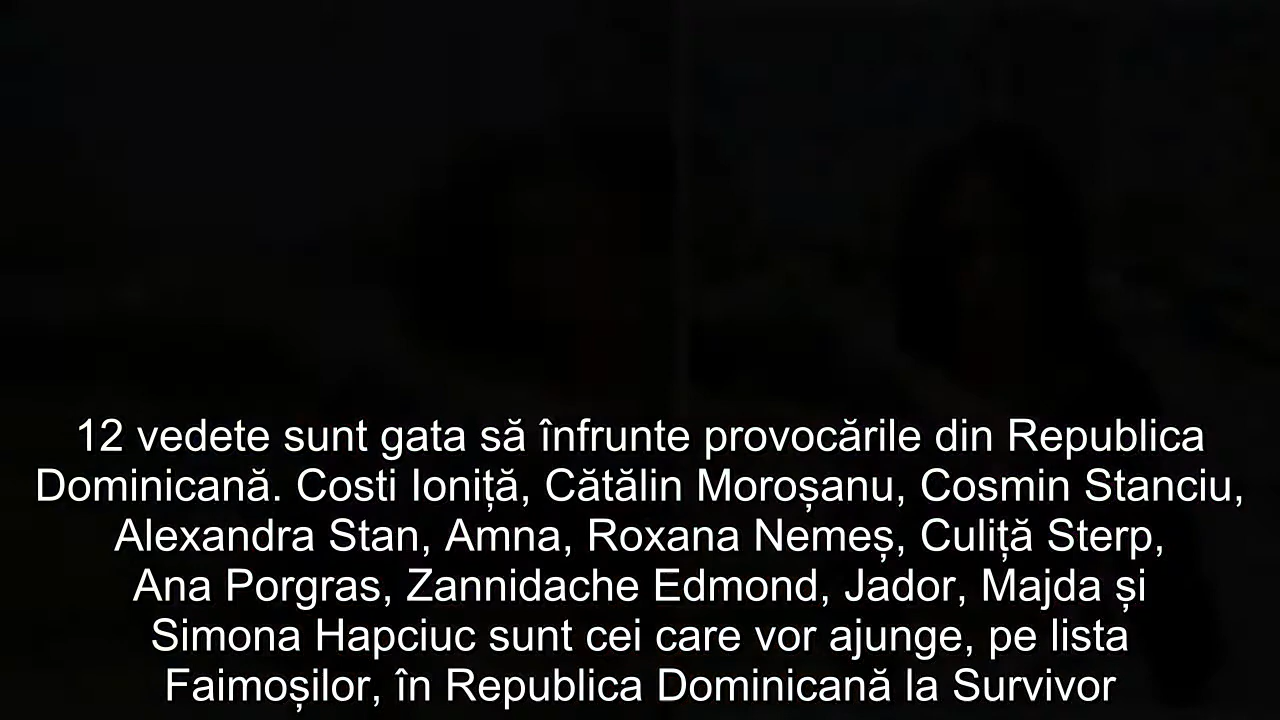 12 vedete sunt gata să înfrunte provocările din Republica
Dominicană. Costi Ioniță, Cătălin Moroșanu, Cosmin Stanciu,
Alexandra Stan, Amna, Roxana Nemeș, Culiță Sterp,
Ana Porgras, Zannidache Edmond, Jador, Majda și
Simona Hapciuc sunt cei care vor ajunge, pe lista
Faimoșilor, în Republica Dominicană la Survivor